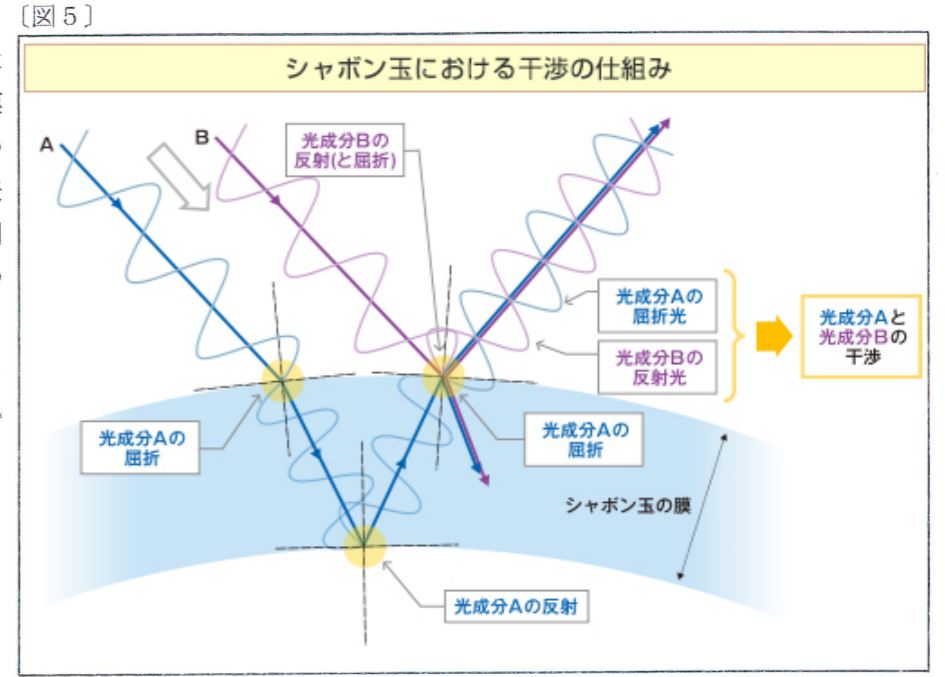 〔図5〕
シャボン玉における干渉の仕組み
A
B
光成分Bの
反射(と屈折)
光成分Aの
屈折光
光成分Bの
反射光
光成分Aと
光成分Bの
干渉
光成分Aの
屈折
光成分Aの
屈折
シャボン玉の膜
光成分Aの反射